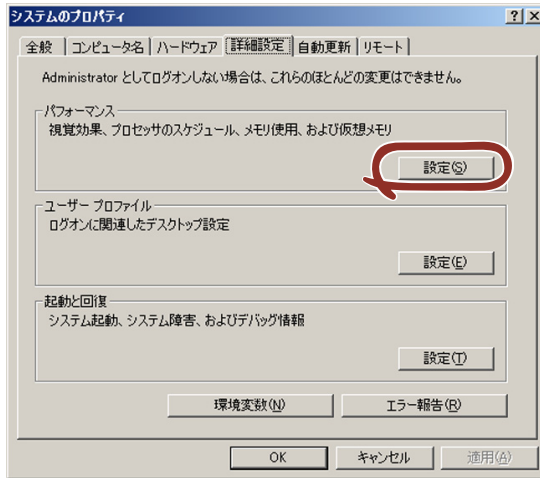 システムのプロパティ
全般 コンピュータ名 ハードウェア 詳細設定 自動更新 リモート
Administrator としてログオンしない場合は、これらのほとんどの変更はできません。
パフォーマンス
視覚効果、プロセッサのスケジュール、メモリ使用、および仮想メモリ
設定(S)
ユーザー プロファイル
ログオンに関連したデスクトップ設定
設定(E)
起動と回復
システム起動、システム障害、およびデバッグ情報
設定(T)
環境変数(N) エラー報告(R)
OK キャンセル 適用(A)